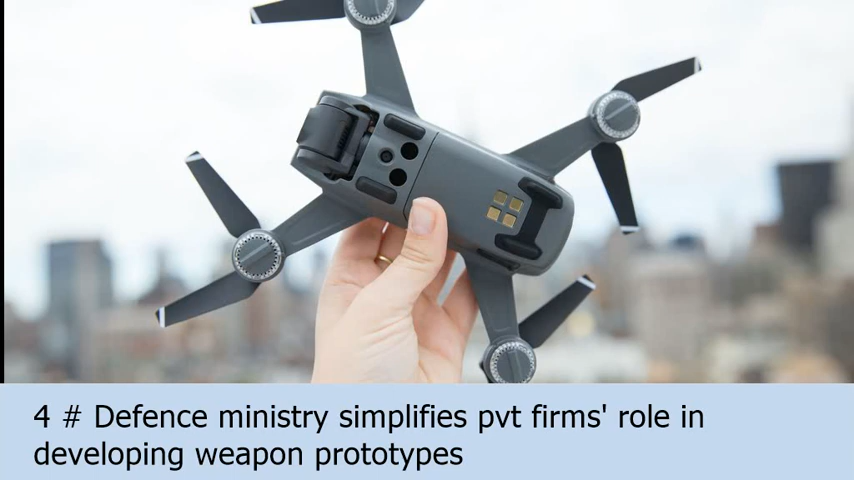 4 # Defence ministry simplifies pvt firms' role in
developing weapon prototypes